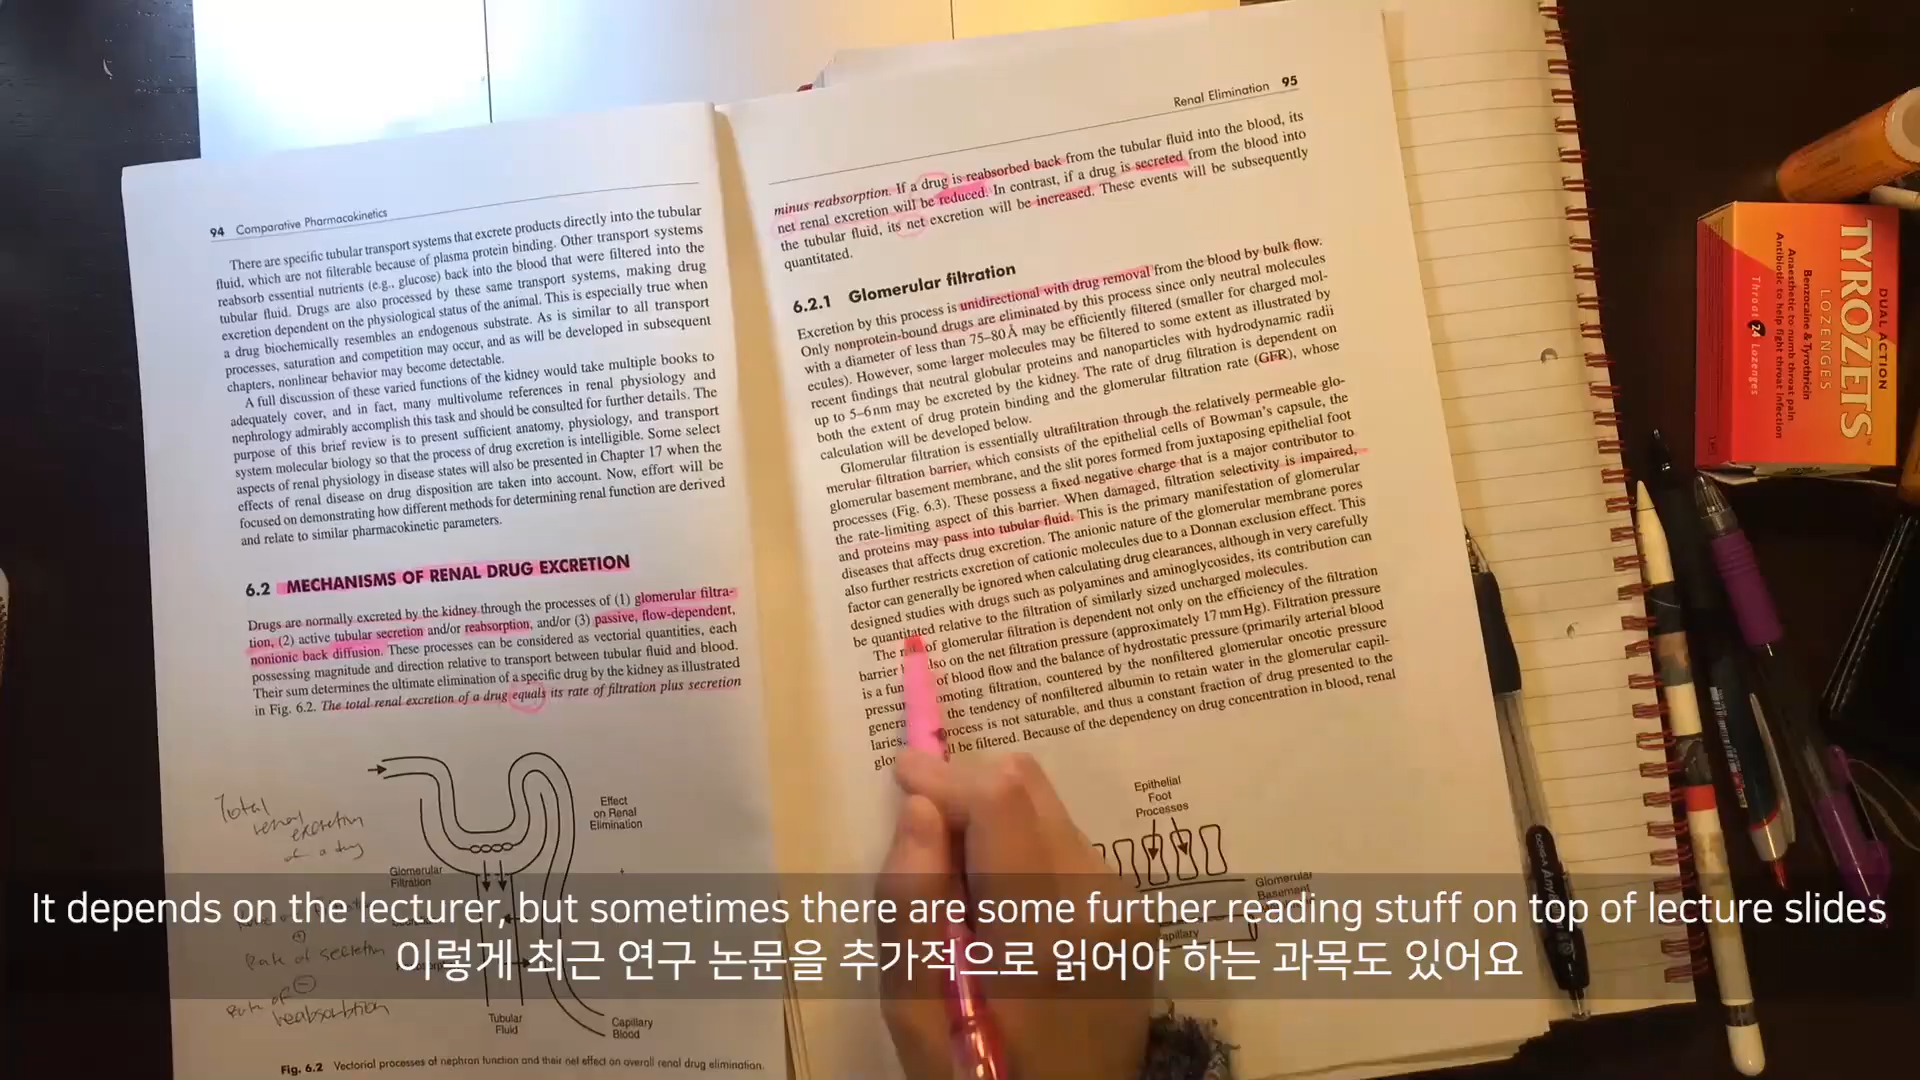 94 Comparative Pharmacokinetics
There are specific tubular transport systems that excrete products directly into the tubular
fluid, which are not filterable because of plasma protein binding. Other transport systems
reabsorb essential nutrients (e.g., glucose) back into the blood that were filtered into the
tubular fluid. Drugs are also processed by these same transport systems, making drug
excretion dependent on the physiological status of the animal. This is especially true when
a drug biochemically resembles an endogenous substrate. As is similar to all transport
processes, saturation and competition may occur, and as will be developed in subsequent
chapters, nonlinear behavior may become detectable.
A full discussion of these varied functions of the kidney would take multiple books to
adequately cover, and in fact, many multivolume references in renal physiology and
nephrology admirably accomplish this task and should be consulted for further details. The
purpose of this brief review is to present sufficient anatomy, physiology, and transport
system molecular biology so that the process of drug excretion is intelligible. Some select
aspects of renal physiology in disease states will also be presented in Chapter 17 when the
effects of renal disease on drug disposition are taken into account. Now, effort will be
focused on demonstrating how different methods for determining renal function are derived
and relate to similar pharmacokinetic parameters.
6.2 MECHANISMS OF RENAL DRUG EXCRETION
Drugs are normally excreted by the kidney through the processes of (1) glomerular filtra-
tion, (2) active tubular secretion and/or reabsorption, and/or (3) passive, flow-dependent,
nonionic back diffusion. These processes can be considered as vectorial quantities, each
possessing magnitude and direction relative to transport between tubular fluid and blood.
Their sum determines the ultimate elimination of a specific drug by the kidney as illustrated
in Fig. 6.2. The total renal excretion of a drug equals its rate of filtration plus secretion
Total
renal
excretion
of a drug
Effect
on Renal
Elimination
Glomerular
Filtration
⊕
Rate of secretion
⊖
Rate of
reabsorbtion
Tubular
Fluid
Capillary
Blood
Fig. 6.2 Vectorial processes of nephron function and their net effect on overall renal drug elimination.
Renal Elimination 95
minus reabsorption. If a drug is reabsorbed back from the tubular fluid into the blood, its
net renal excretion will be reduced. In contrast, if a drug is secreted from the blood into
the tubular fluid, its net excretion will be increased. These events will be subsequently
quantitated.
6.2.1 Glomerular filtration
Excretion by this process is unidirectional with drug removal from the blood by bulk flow.
Only nonprotein-bound drugs are eliminated by this process since only neutral molecules
with a diameter of less than 75–80 Å may be efficiently filtered (smaller for charged mol-
ecules). However, some larger molecules may be filtered to some extent as illustrated by
recent findings that neutral globular proteins and nanoparticles with hydrodynamic radii
up to 5–6 nm may be excreted by the kidney. The rate of drug filtration is dependent on
both the extent of drug protein binding and the glomerular filtration rate (GFR), whose
calculation will be developed below.
Glomerular filtration is essentially ultrafiltration through the relatively permeable glo-
merular filtration barrier, which consists of the epithelial cells of Bowman's capsule, the
glomerular basement membrane, and the slit pores formed from juxtaposing epithelial foot
processes (Fig. 6.3). These possess a fixed negative charge that is a major contributor to
the rate-limiting aspect of this barrier. When damaged, filtration selectivity is impaired,
and proteins may pass into tubular fluid. This is the primary manifestation of glomerular
diseases that affects drug excretion. The anionic nature of the glomerular membrane pores
also further restricts excretion of cationic molecules due to a Donnan exclusion effect. This
factor can generally be ignored when calculating drug clearances, although in very carefully
designed studies with drugs such as polyamines and aminoglycosides, its contribution can
be quantitated relative to the filtration of similarly sized uncharged molecules.
The of glomerular filtration is dependent not only on the efficiency of the filtration
barrier also on the net filtration pressure (approximately 17 mm Hg). Filtration pressure
is a of blood flow and the balance of hydrostatic pressure (primarily arterial blood
filtration, countered by the nonfiltered glomerular oncotic pressure
the tendency of nonfiltered albumin to retain water in the glomerular capil-
laries. process is not saturable, and thus a constant fraction of drug presented to the
be filtered. Because of the dependency on drug concentration in blood, renal
Epithelial
Foot
Processes
Glomerular
DUAL ACTION
TYROZETS™
LOZENGES
Benzocaine & Tyrothricin
Anaesthetic to numb throat pain
Antibiotic to help fight throat infection
24 Lozenges
It depends on the lecturer, but sometimes there are some further reading stuff on top of lecture slides
이렇게 최근 연구 논문을 추가적으로 읽어야 하는 과목도 있어요